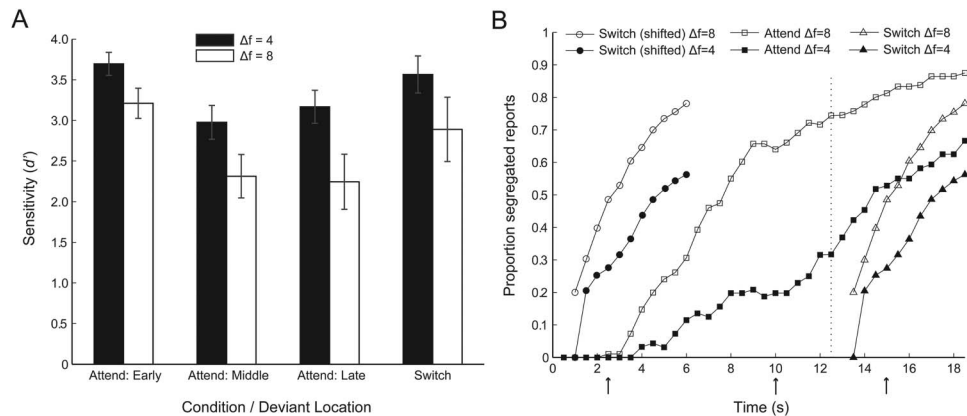 A
Δf = 4
Δf = 8
4.0
3.5
3.0
2.5
2.0
1.5
1.0
5.0
0
Sensitivity (d')
Attend: Early
Attend: Middle
Attend: Late
Switch
Condition / Deviant Location
B
Switch (shifted) Δf=8
Attend Δf=8
Switch Δf=8
Switch (shifted) Δf=4
Attend Δf=4
Switch Δf=4
1
0.9
0.8
0.7
0.6
0.5
0.4
0.3
0.2
0.1
0
Proportion segregated reports
0 2 4 6 8 10 12 14 16 18
Time (s)